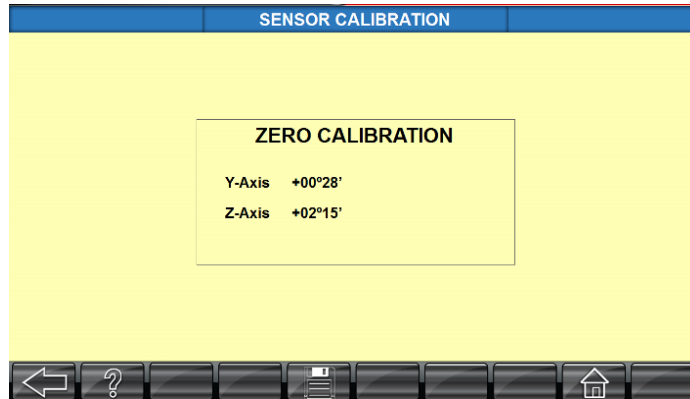 SENSOR CALIBRATION
ZERO CALIBRATION
Y-Axis +00º28’
Z-Axis +02º15’
?